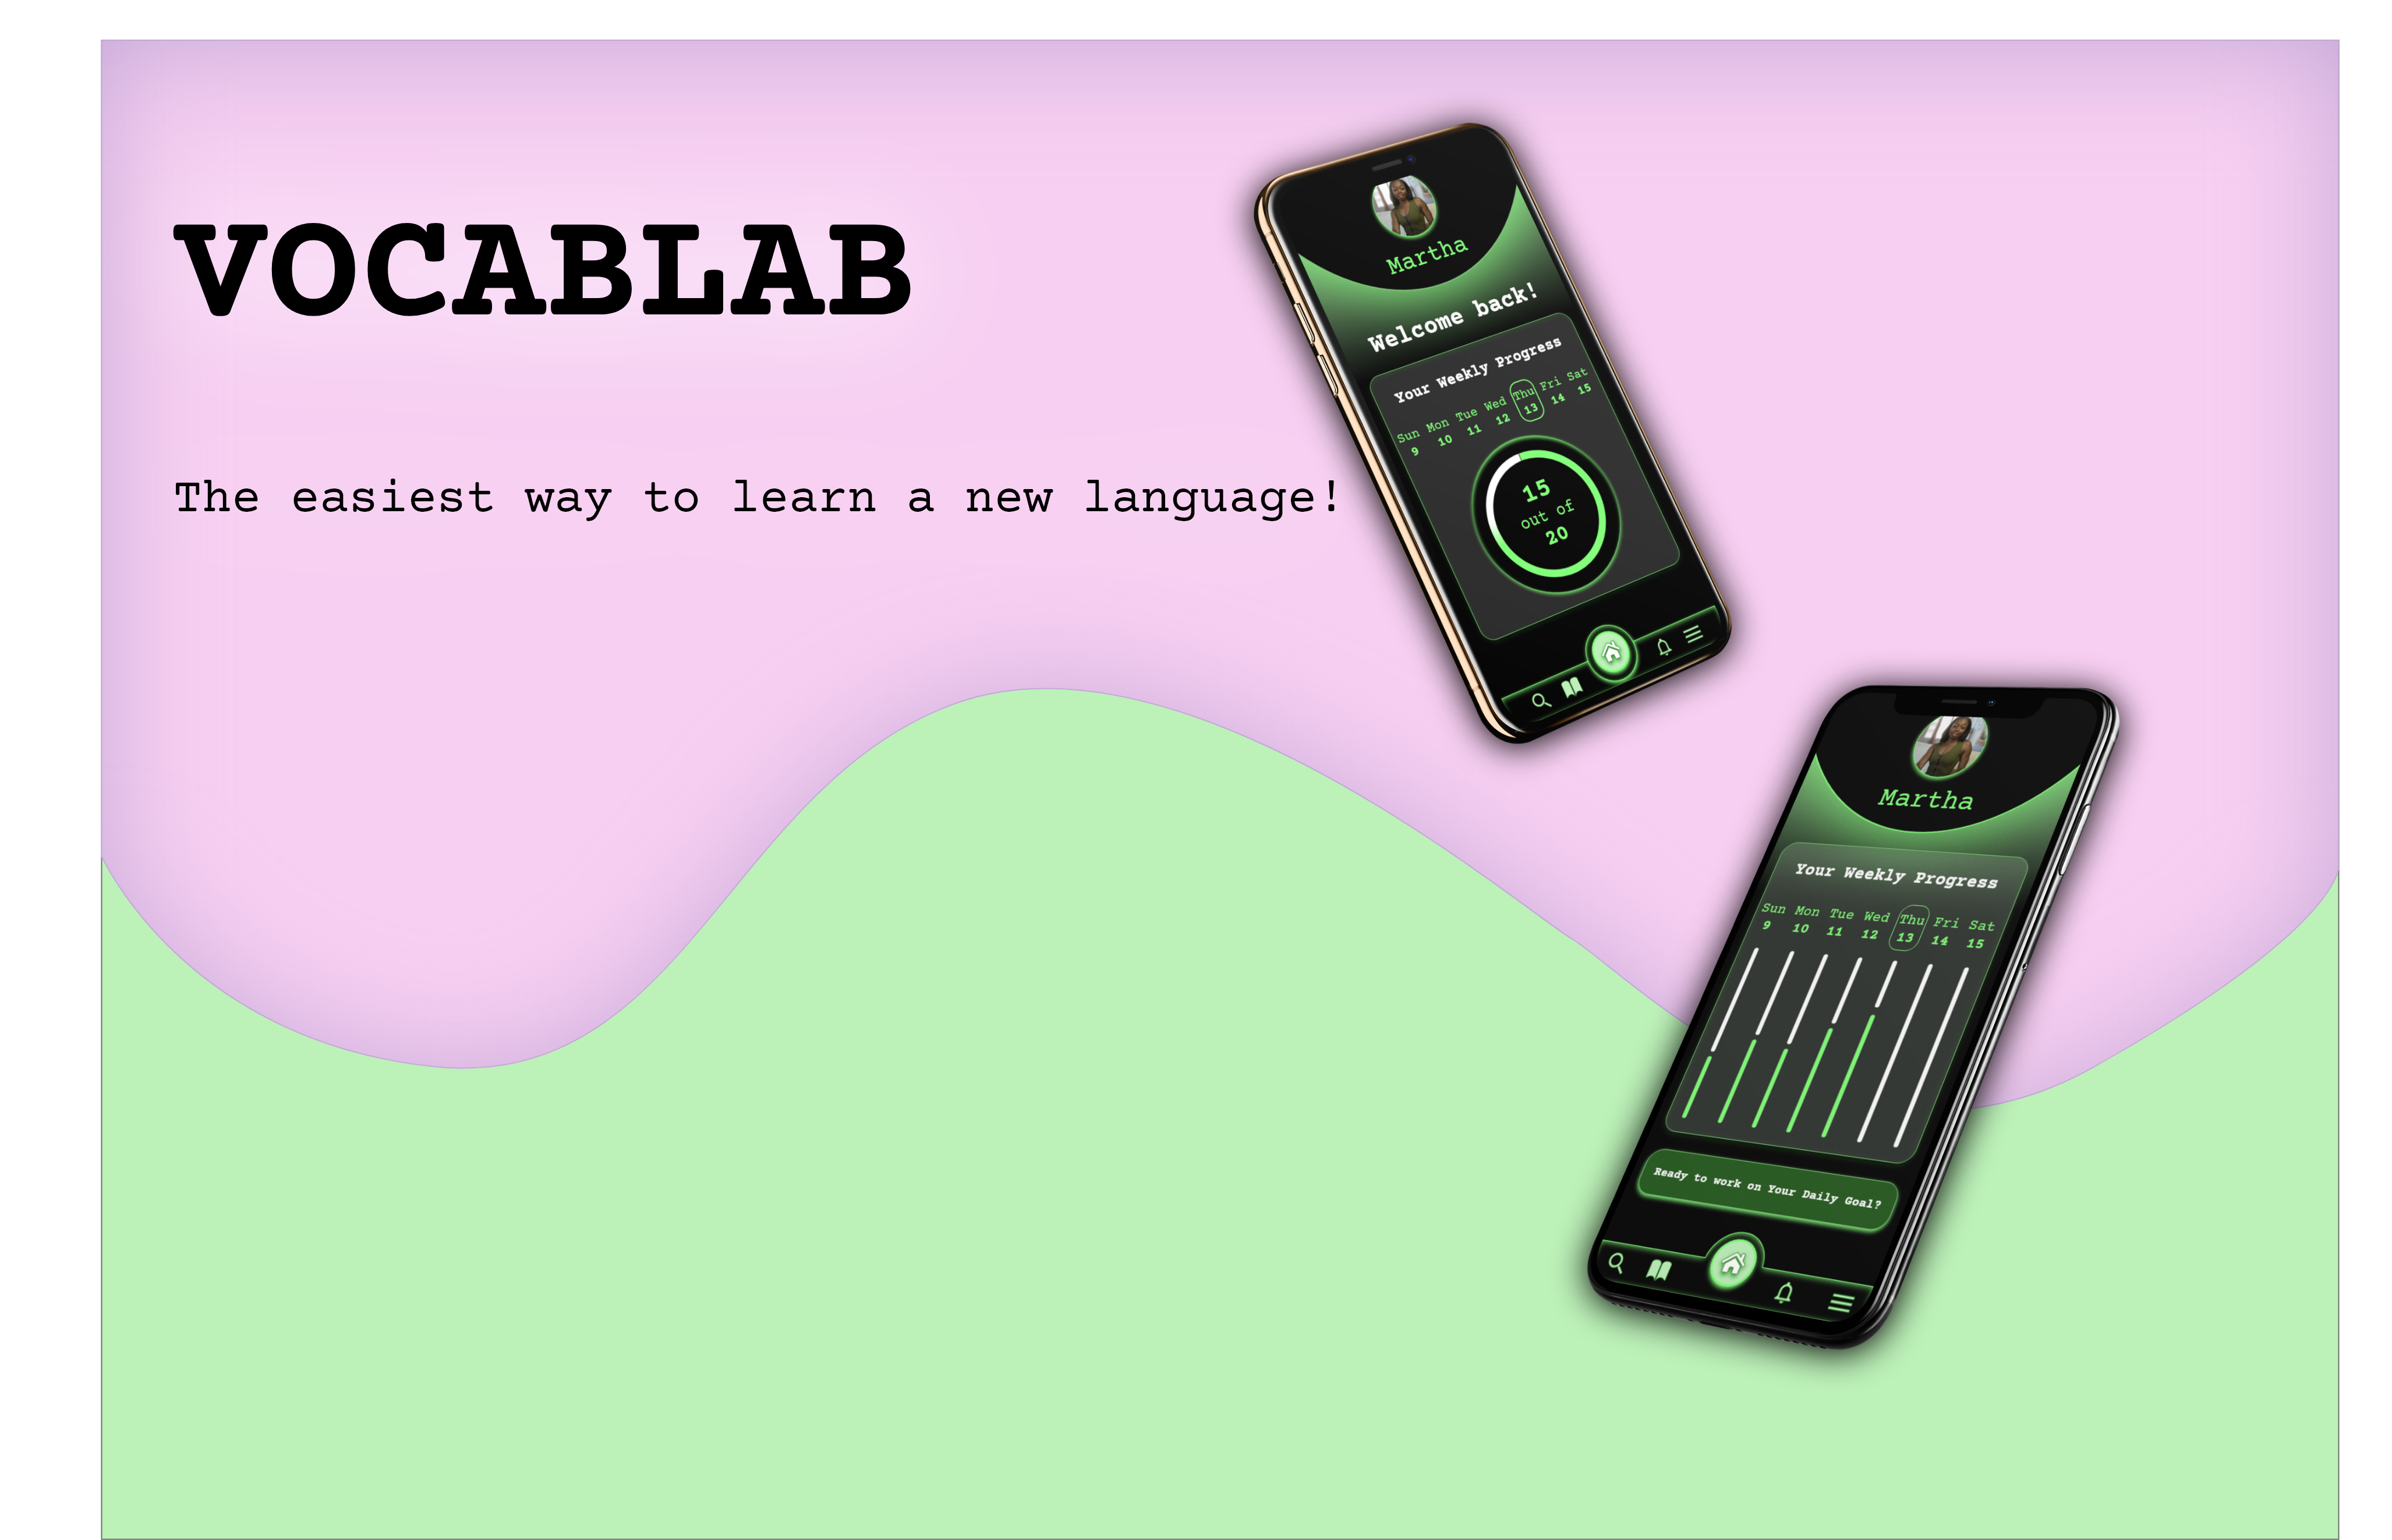 VOCABLAB
The easiest way to learn a new language!
Martha
Welcome back!
Your Weekly Progress
Sun Mon Tue Wed Thu Fri Sat
9 10 11 12 13 14 15
15
out of
20
Martha
Your Weekly Progress
Sun Mon Tue Wed Thu Fri Sat
9 10 11 12 13 14 15
Ready to work on Your Daily Goal?